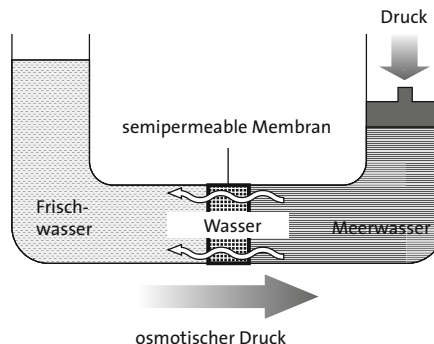 Druck
semipermeable Membran
Frisch-
wasser
Wasser
Meerwasser
osmotischer Druck